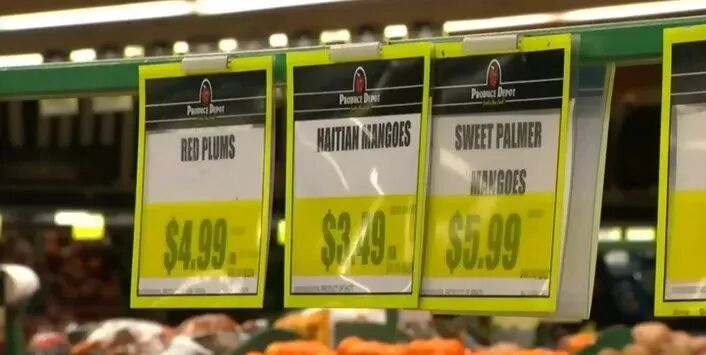 PRODUCE DEPOT
RED PLUMS
$4.99
PRODUCE DEPOT
HAITIAN MANGOES
$3.49
PRODUCE DEPOT
SWEET PALMER
MANGOES
$5.99